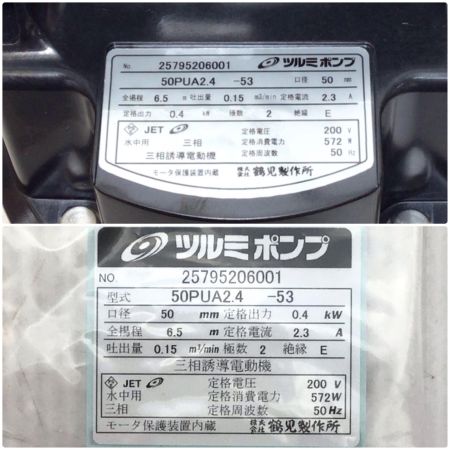 No 25795206001 ツルミポンプ
50PUA2.4 -53 口径 50 mm
全揚程 6.5 m 吐出量 0.15 m3/min 定格電流 2.3 A
定格出力 0.4 kW 極数 2 絶縁 E
JET 定格電圧 200 V
水中用 三相 定格消費電力 572 W
三相誘導電動機 定格周波数 50 Hz
モータ保護装置内蔵 株式会社 鶴見製作所
ツルミポンプ
NO. 25795206001
型式 50PUA2.4 -53
口径 50 mm 定格出力 0.4 kW
全揚程 6.5 m 定格電流 2.3 A
吐出量 0.15 m³/min 極数 2 絶縁 E
三相誘導電動機
JET 定格電圧 200 V
水中用 定格消費電力 572W
三相 定格周波数 50Hz
モータ保護装置内蔵 株式会社 鶴見製作所